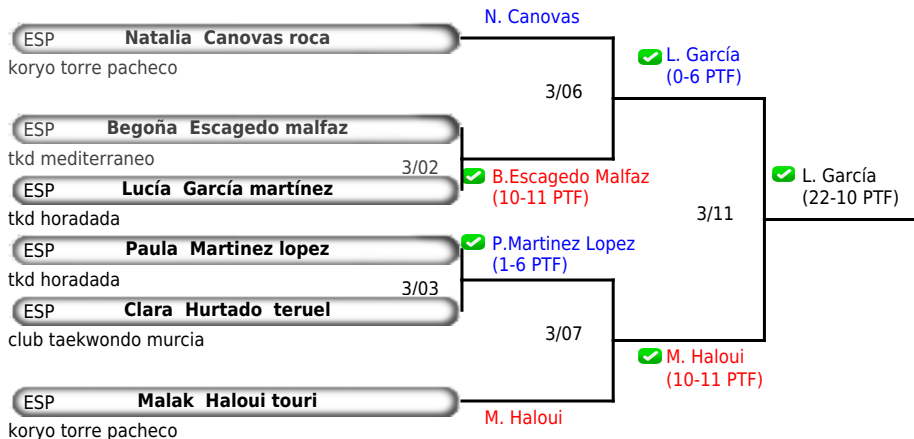 N. Canovas
ESP Natalia Canovas roca
koryo torre pacheco
L. García
(0-6 PTF)
3/06
ESP Begoña Escagedo malfaz
tkd mediterraneo
3/02
B.Escagedo Malfaz
(10-11 PTF)
ESP Lucía García martínez
tkd horadada
L. García
(22-10 PTF)
3/11
ESP Paula Martinez lopez
tkd horadada
P.Martinez Lopez
(1-6 PTF)
3/03
ESP Clara Hurtado teruel
club taekwondo murcia
3/07
M. Haloui
(10-11 PTF)
ESP Malak Haloui touri
koryo torre pacheco
M. Haloui